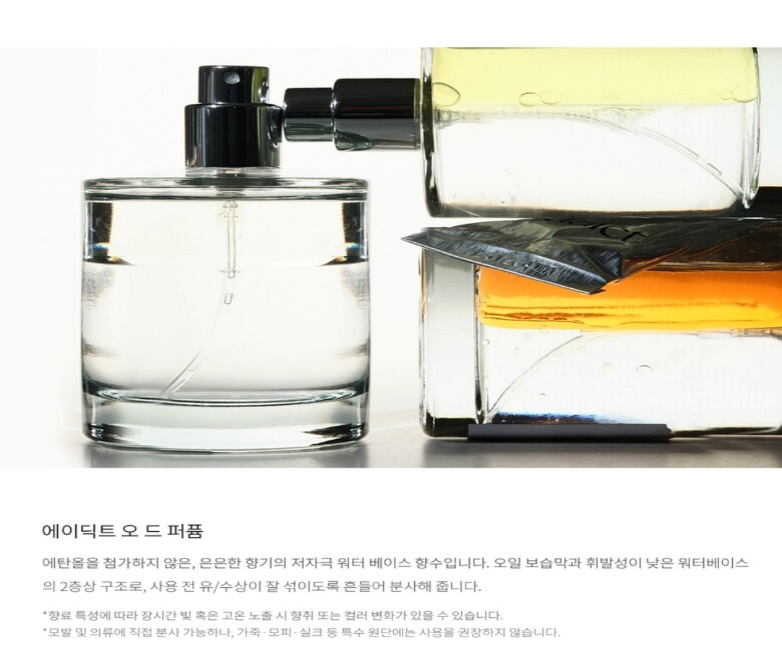 에이딕트 오 드 퍼퓸
에탄올을 첨가하지 않은, 은은한 향기의 저자극 워터 베이스 향수입니다. 오일 보습막과 휘발성이 낮은 워터베이스
의 2층상 구조로, 사용 전 유/수상이 잘 섞이도록 흔들어 분사해 줍니다.
*향료 특성에 따라 장시간 빛 혹은 고온 노출 시 향취 또는 컬러 변화가 있을 수 있습니다.
*모발 및 의류에 직접 분사 가능하나, 가죽·모피·실크 등 특수 원단에는 사용을 권장하지 않습니다.